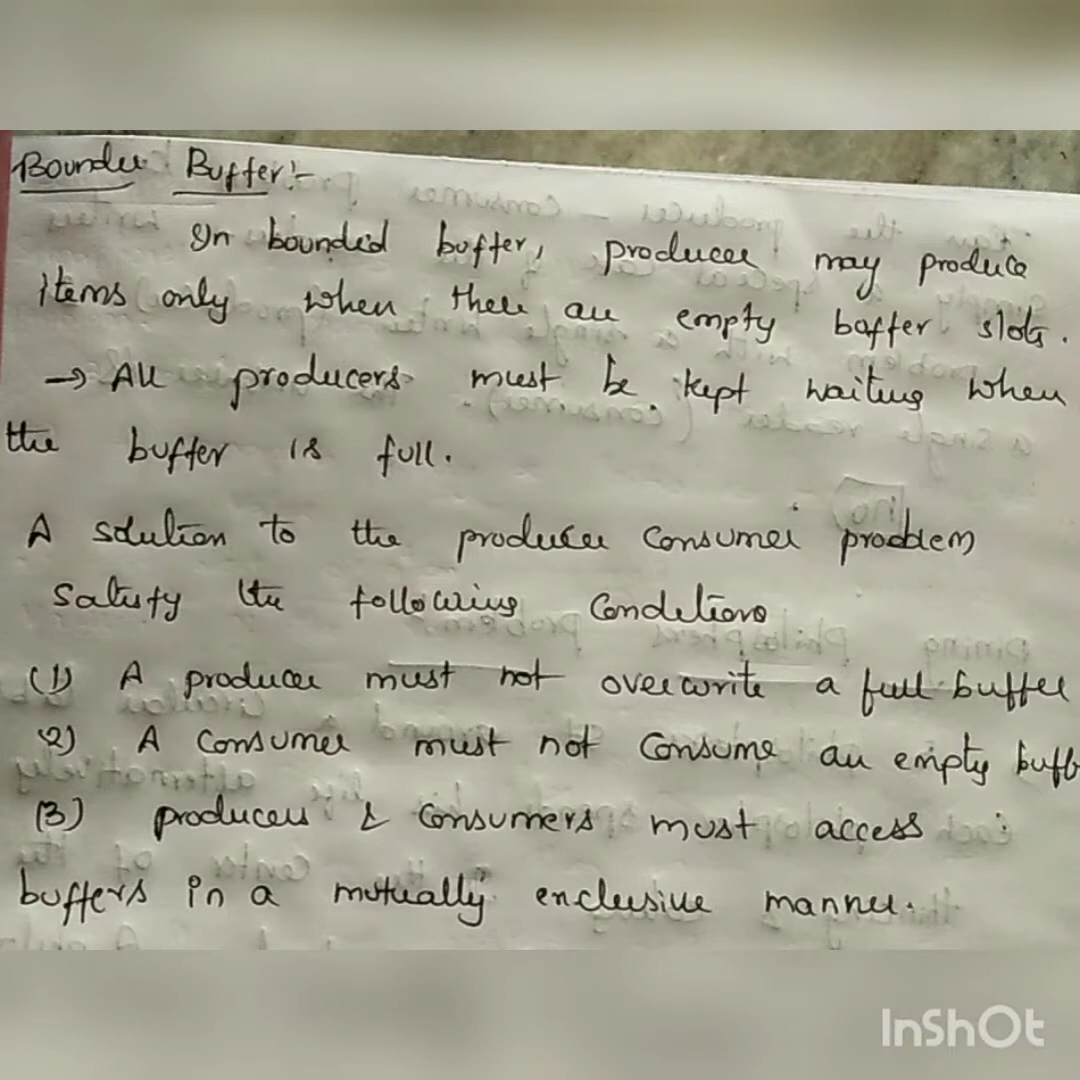 Bounded Buffer:-
In bounded buffer, producer may produce
items only when there are empty buffer slots.
→ All producers must be kept waiting when
the buffer is full.
A solution to the producer consumer problem
satisfy the following conditions
(1) A producer must not overwrite a full buffer
(2) A consumer must not consume an empty buff
(3) producers & consumers must access
buffers in a mutually exclusive manner.
InShOt